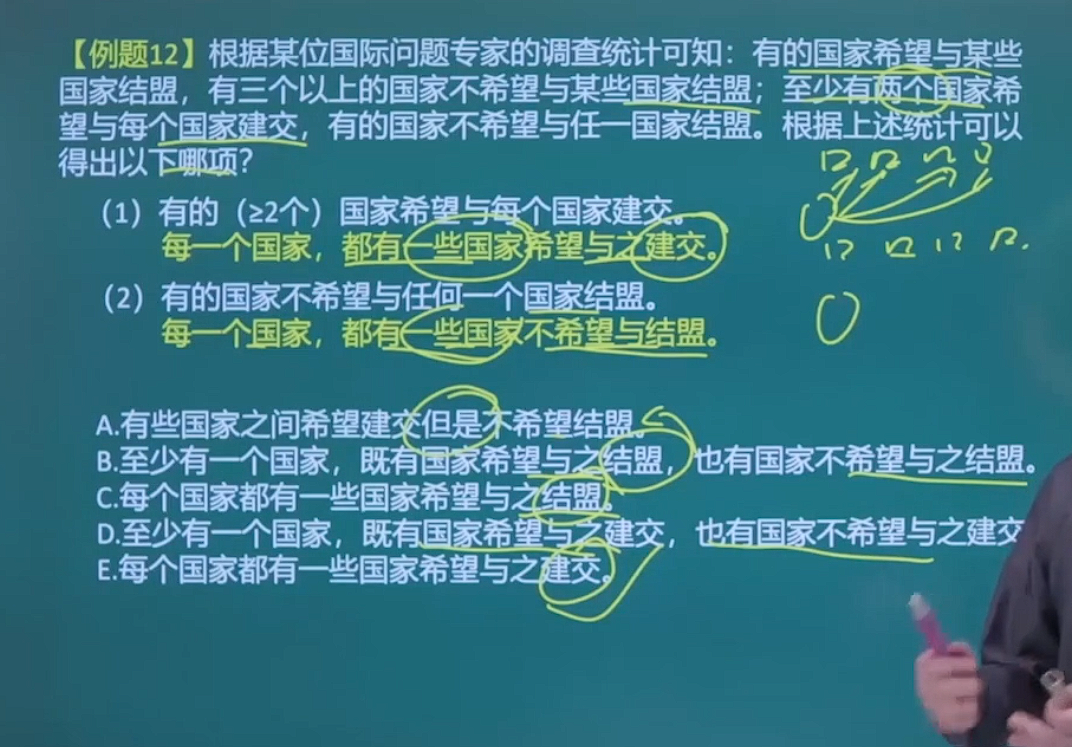 【例题12】根据某位国际问题专家的调查统计可知：有的国家希望与某些
国家结盟，有三个以上的国家不希望与某些国家结盟；至少有两个国家希
望与每个国家建交，有的国家不希望与任一国家结盟。根据上述统计可以
得出以下哪项？
（1）有的（≥2个）国家希望与每个国家建交。
每一个国家，都有一些国家希望与之建交。
（2）有的国家不希望与任何一个国家结盟。
每一个国家，都有一些国家不希望与结盟。
A.有些国家之间希望建交但是不希望结盟。
B.至少有一个国家，既有国家希望与之结盟，也有国家不希望与之结盟。
C.每个国家都有一些国家希望与之结盟。
D.至少有一个国家，既有国家希望与之建交，也有国家不希望与之建交
E.每个国家都有一些国家希望与之建交。